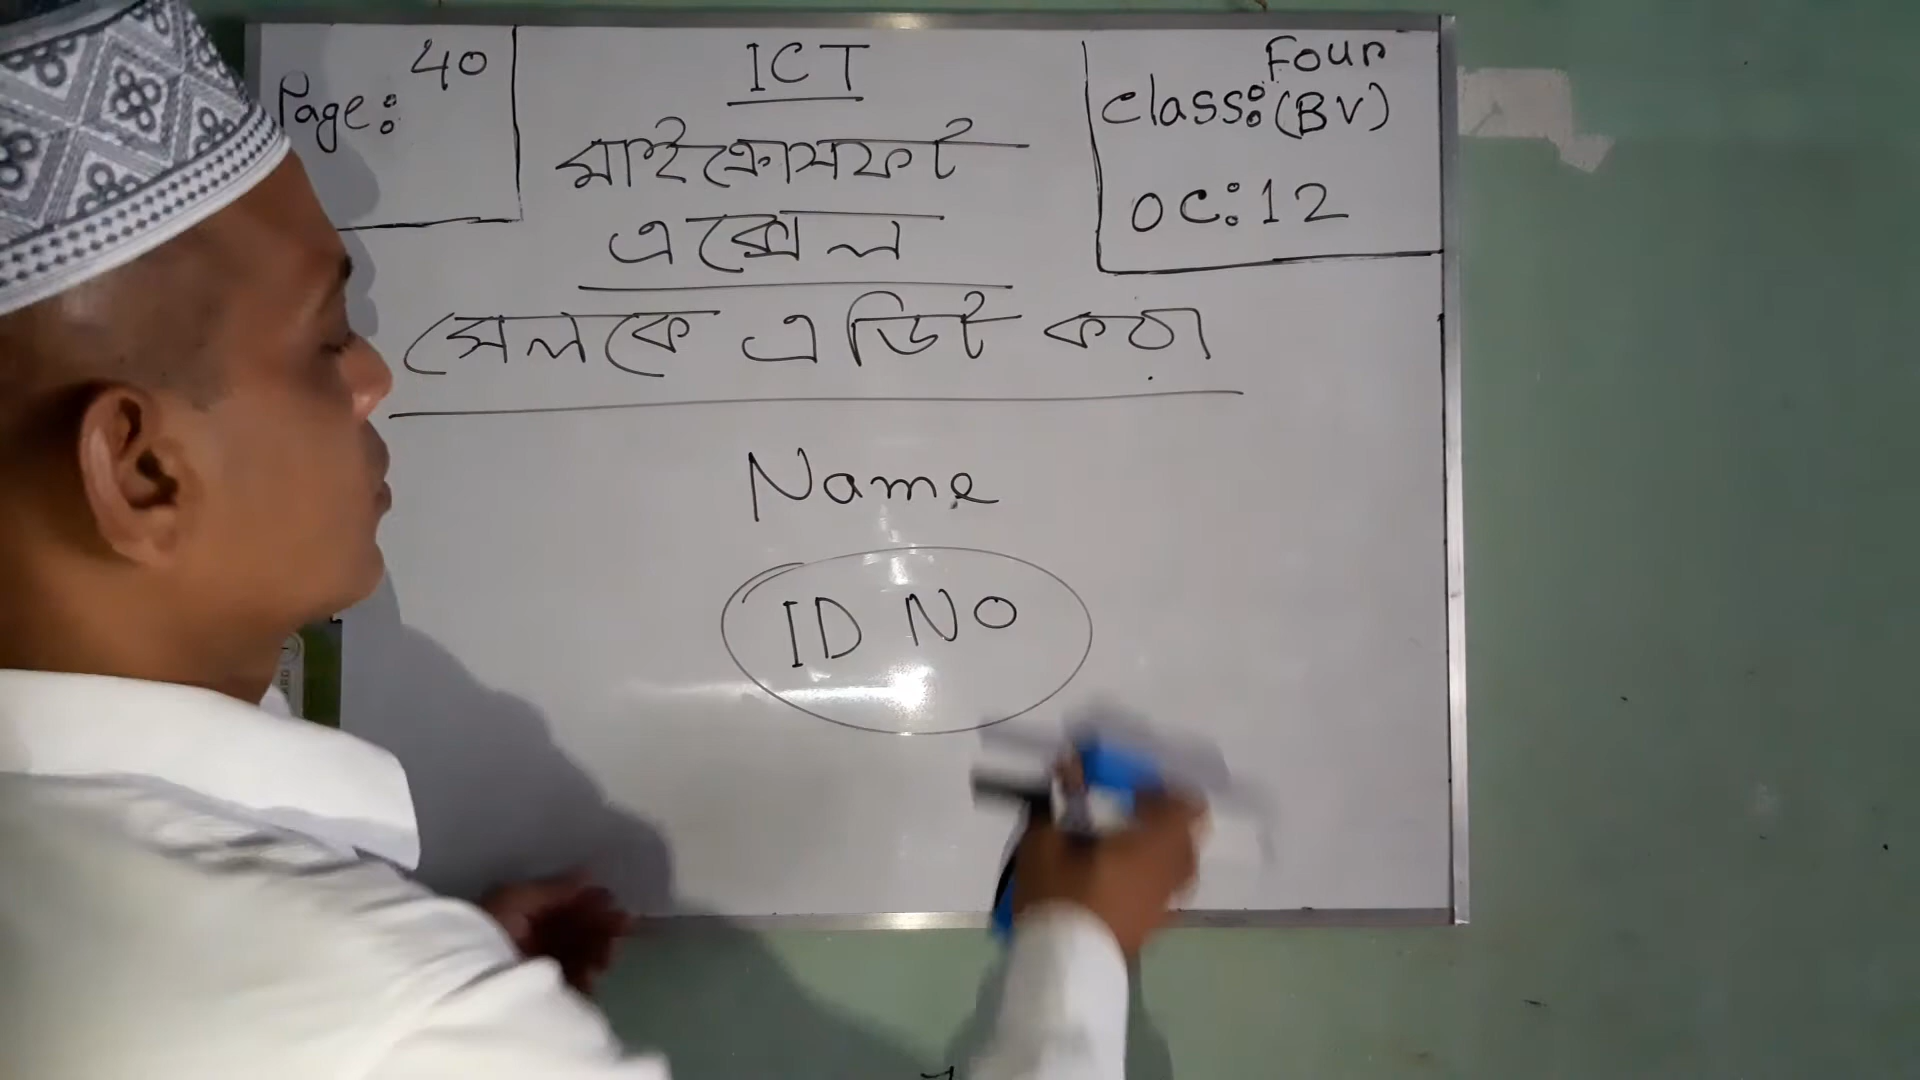 Page: 40
ICT
মাইক্রোসফট
এক্সেল
সেলকে এডিট করা
Four
Class: (BV)
OC: 12
Name
ID NO